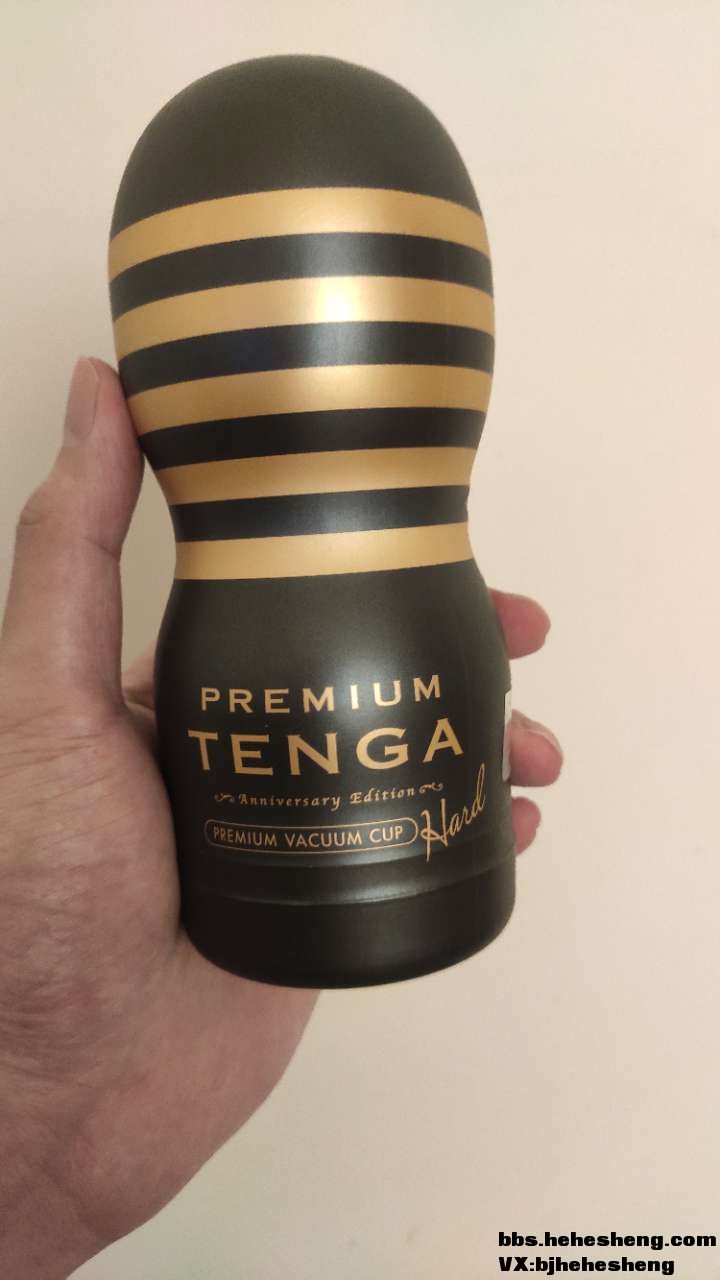 PREMIUM
TENGA
Anniversary Edition
PREMIUM VACUUM CUP Hard
bbs.hehesheng.com
VX:bjhehesheng